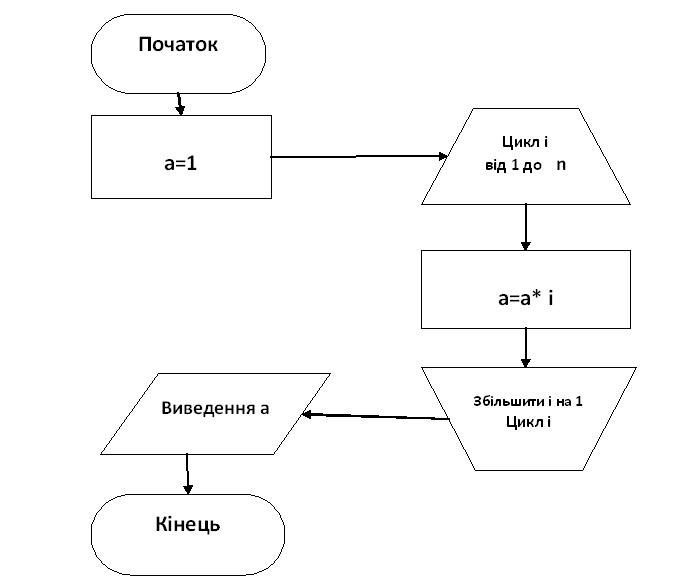 Початок
a=1
Цикл і
від 1 до n
a=a* і
Збільшити і на 1
Цикл і
Виведення а
Кінець